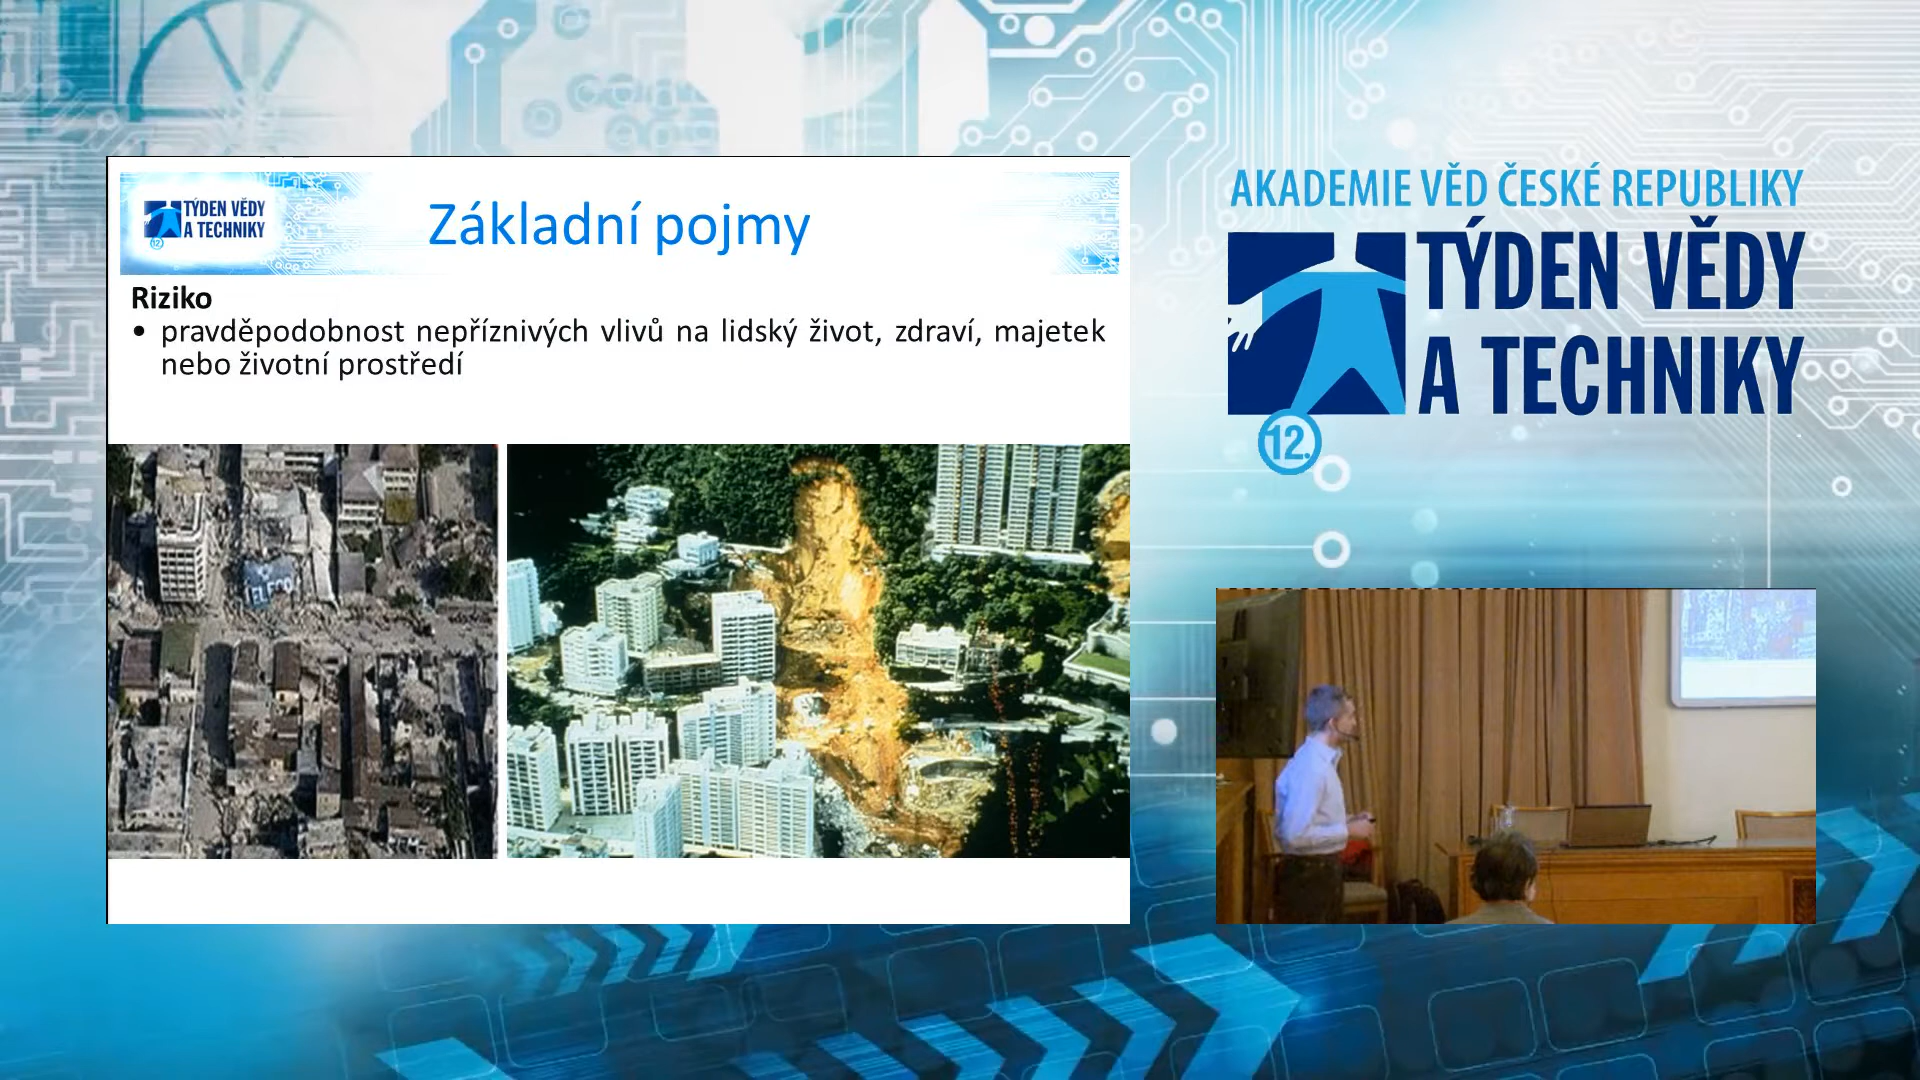 TÝDEN VĚDY
A TECHNIKY
12.
Základní pojmy
Riziko
• pravděpodobnost nepříznivých vlivů na lidský život, zdraví, majetek
nebo životní prostředí
AKADEMIE VĚD ČESKÉ REPUBLIKY
TÝDEN VĚDY
A TECHNIKY
12.